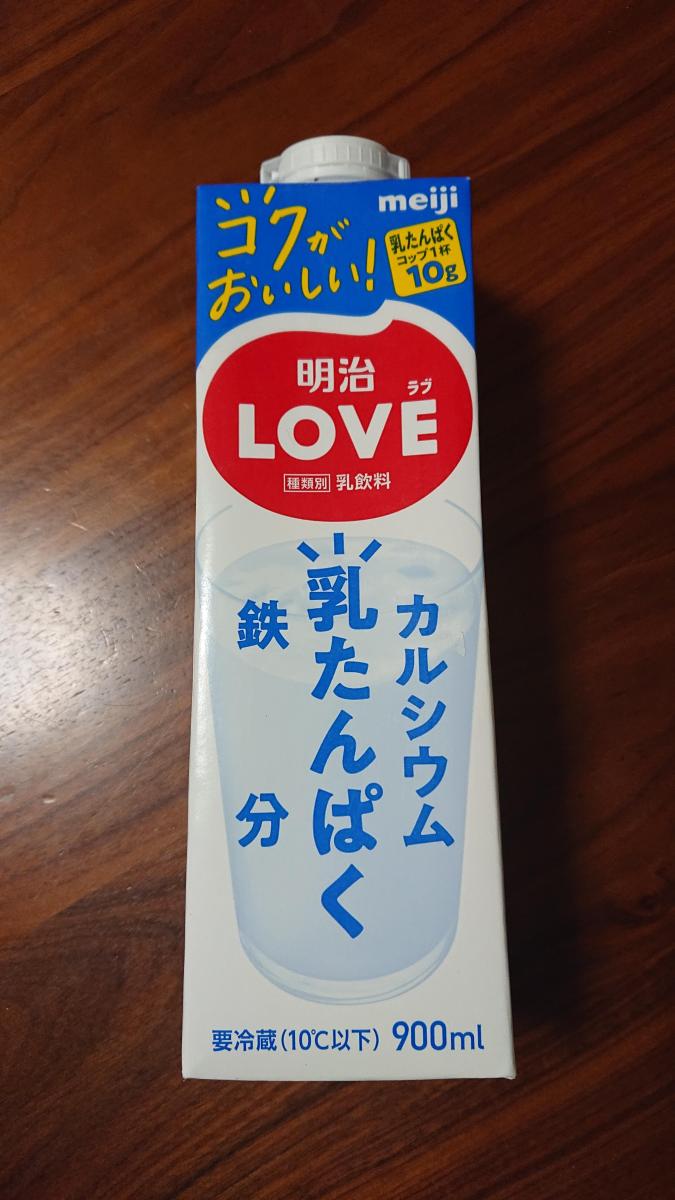 meiji
コクが
おいしい!
乳たんぱく
コップ1杯
10g
明治
ラブ
LOVE
種類別 乳飲料
カルシウム
乳たんぱく
鉄分
要冷蔵(10℃以下) 900ml